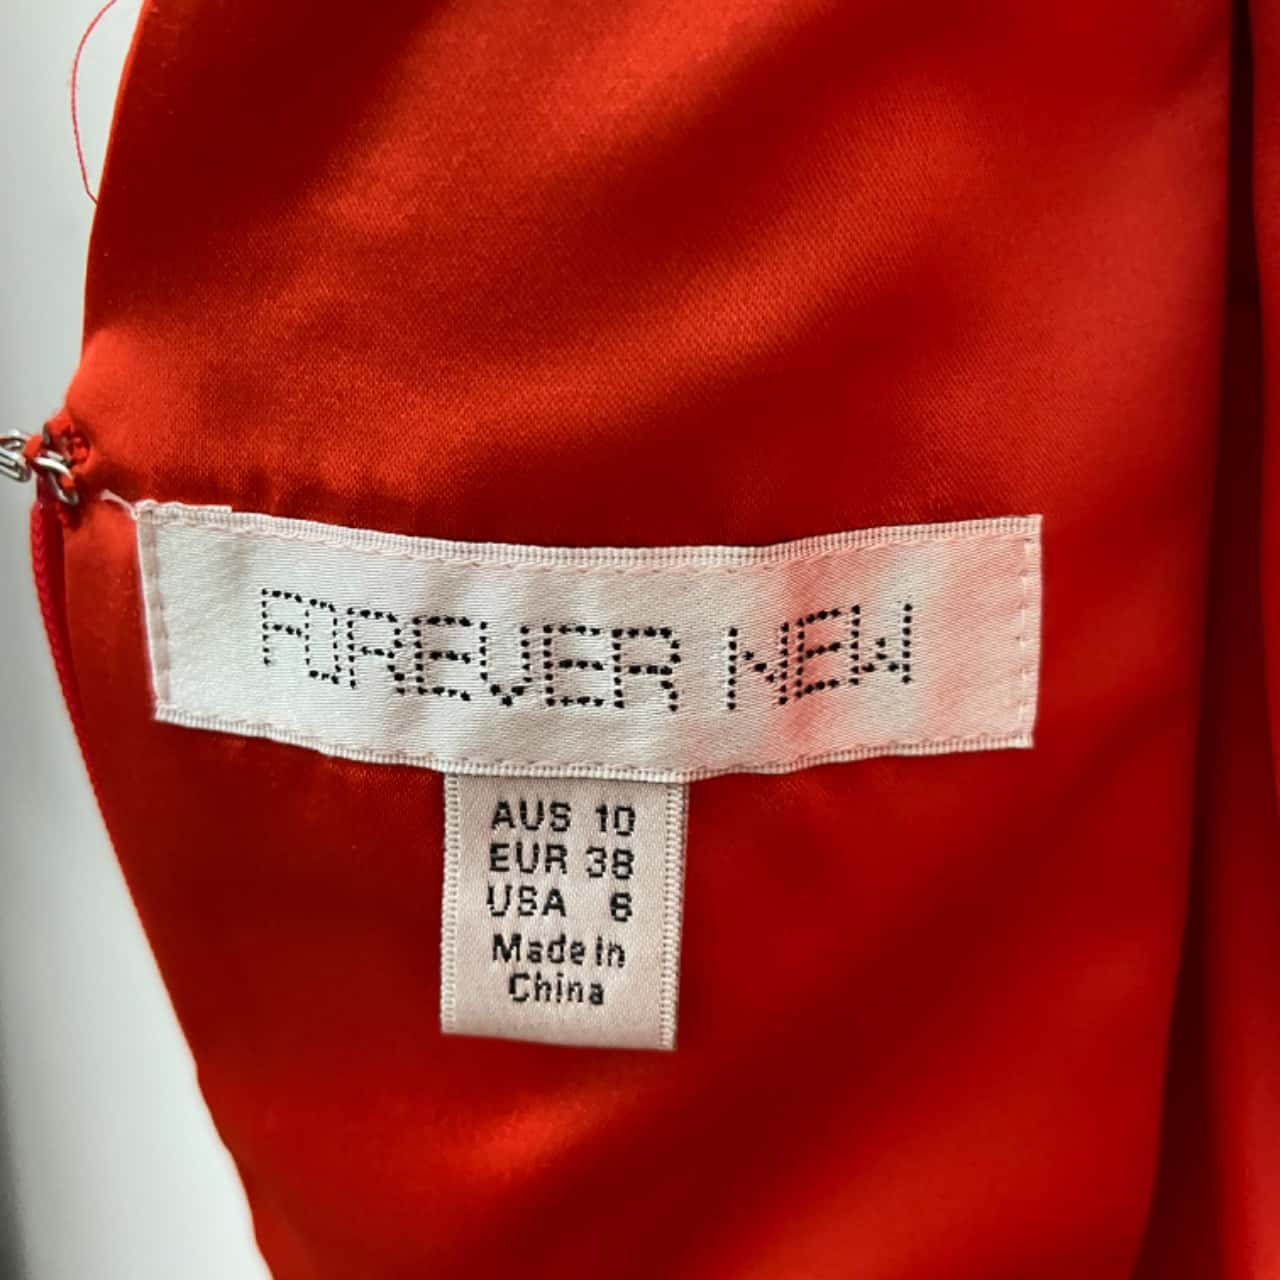 FOREVER NEW
AUS 10
EUR 38
USA 6
Made in
China